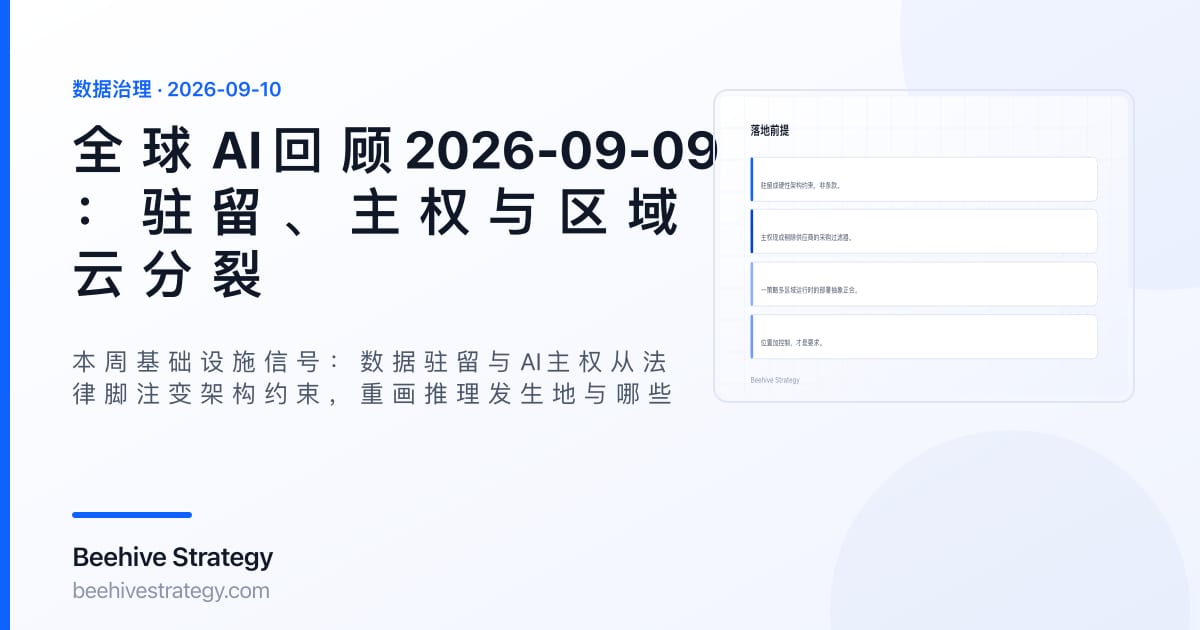 数据治理 · 2026-09-10
全球AI回顾2026-09-09
：驻留、主权与区域
云分裂
本周基础设施信号：数据驻留与AI主权从法
律脚注变架构约束，重画推理发生地与哪些
Beehive Strategy
beehivestrategy.com
落地前提
驻留成硬性架构约束，非条款。
主权现成剔除供应商的采购过滤器。
一策略多区域运行时的部署抽象正合。
位置加控制，才是要求。
Beehive Strategy